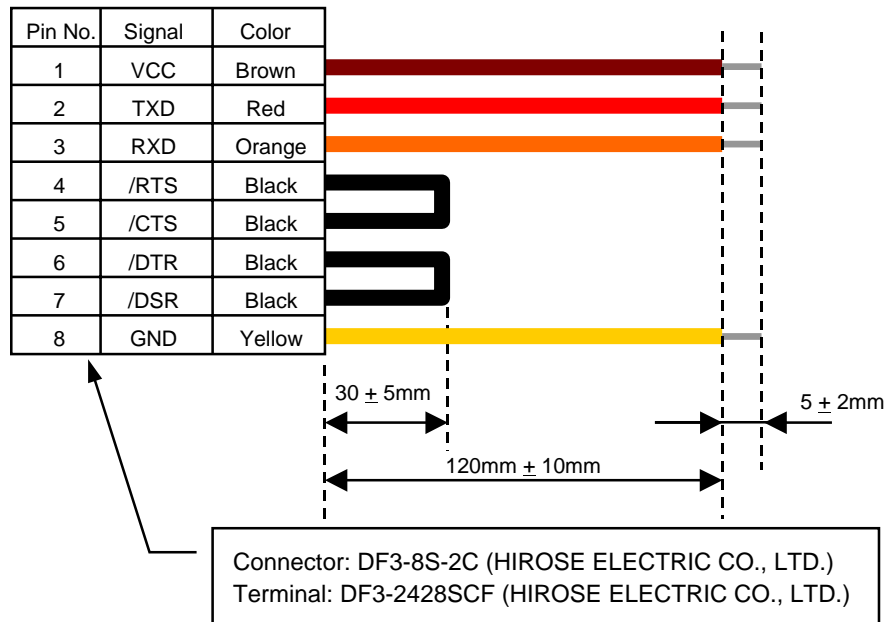 Pin No. Signal Color
1 VCC Brown
2 TXD Red
3 RXD Orange
4 /RTS Black
5 /CTS Black
6 /DTR Black
7 /DSR Black
8 GND Yellow
30 ± 5mm
5 ± 2mm
120mm ± 10mm
Connector: DF3-8S-2C (HIROSE ELECTRIC CO., LTD.)
Terminal: DF3-2428SCF (HIROSE ELECTRIC CO., LTD.)